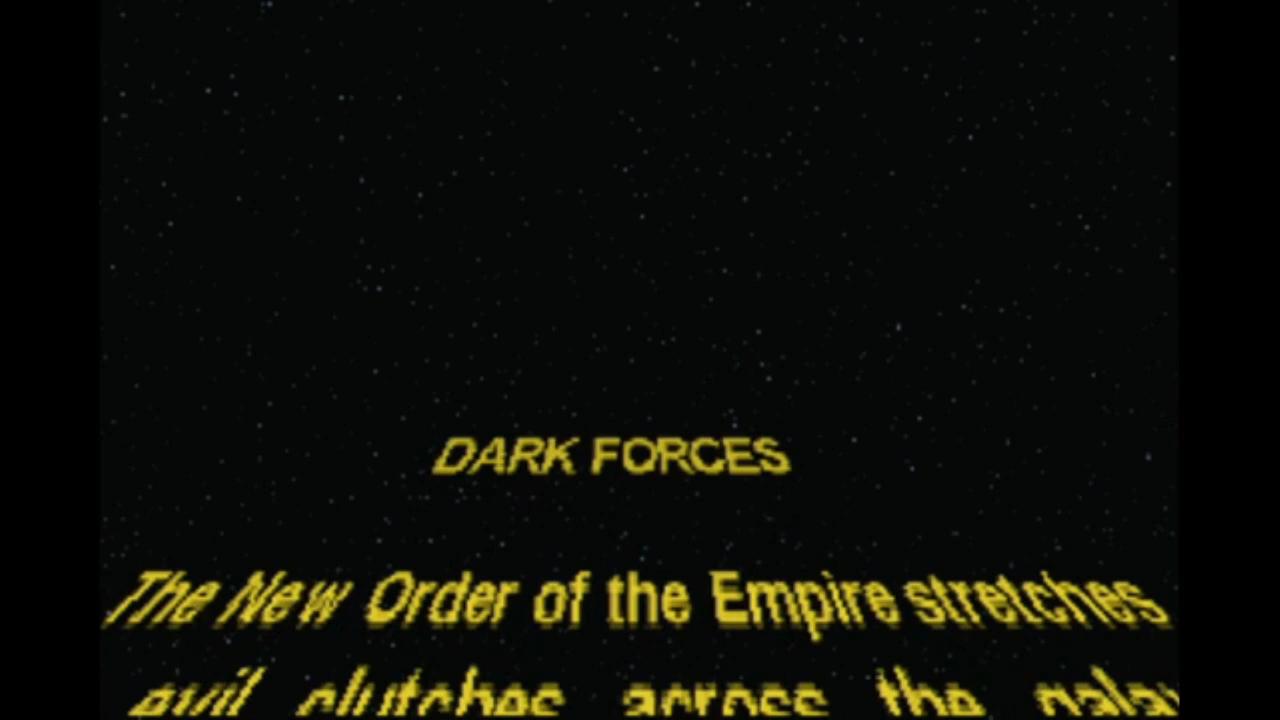 DARK FORCES
The New Order of the Empire stretches
evil clutches across the